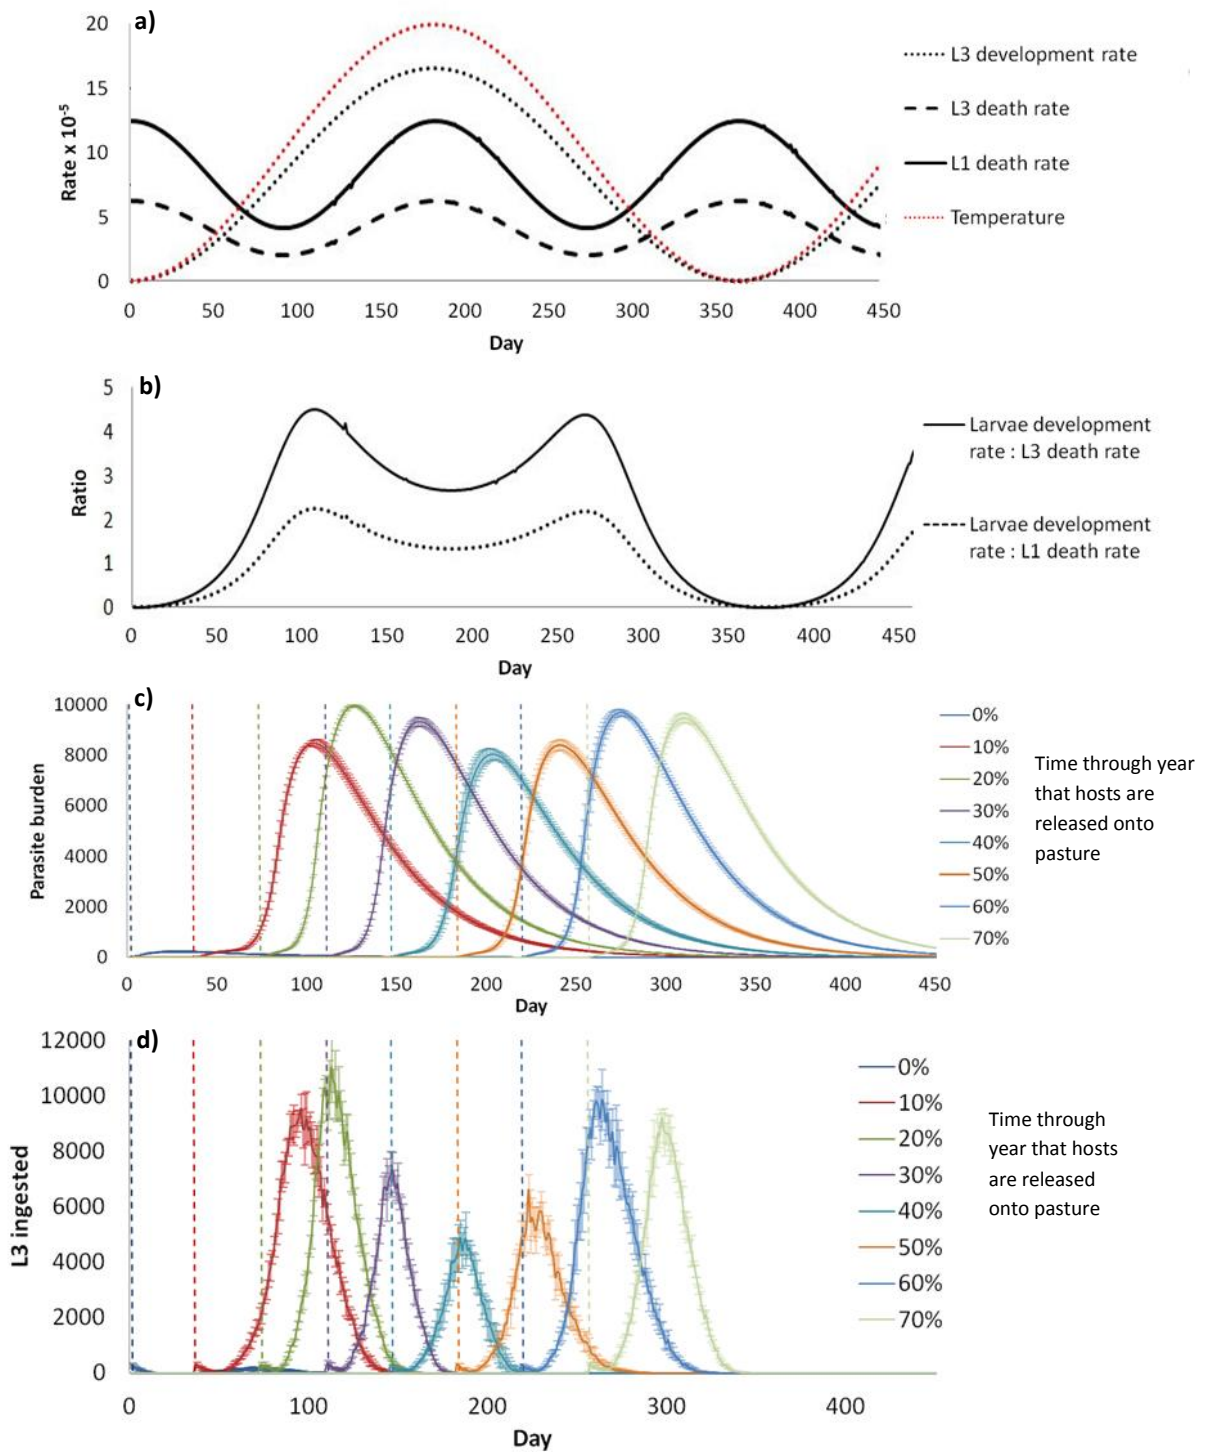 a)
20
15
10
5
0
Rate x 10-5
0 50 100 150 200 250 300 350 400 450
Day
L3 development rate
L3 death rate
L1 death rate
Temperature
b)
5
4
3
2
1
0
Ratio
0 50 100 150 200 250 300 350 400 450
Day
Larvae development
rate : L3 death rate
Larvae development
rate : L1 death rate
c)
10000
8000
6000
4000
2000
0
Parasite burden
0 50 100 150 200 250 300 350 400 450
Day
0%
10%
20%
30%
40%
50%
60%
70%
Time through year
that hosts are
released onto
pasture
d)
12000
10000
8000
6000
4000
2000
0
L3 ingested
0 100 200 300 400
Day
0%
10%
20%
30%
40%
50%
60%
70%
Time through
year that hosts
are released
onto pasture